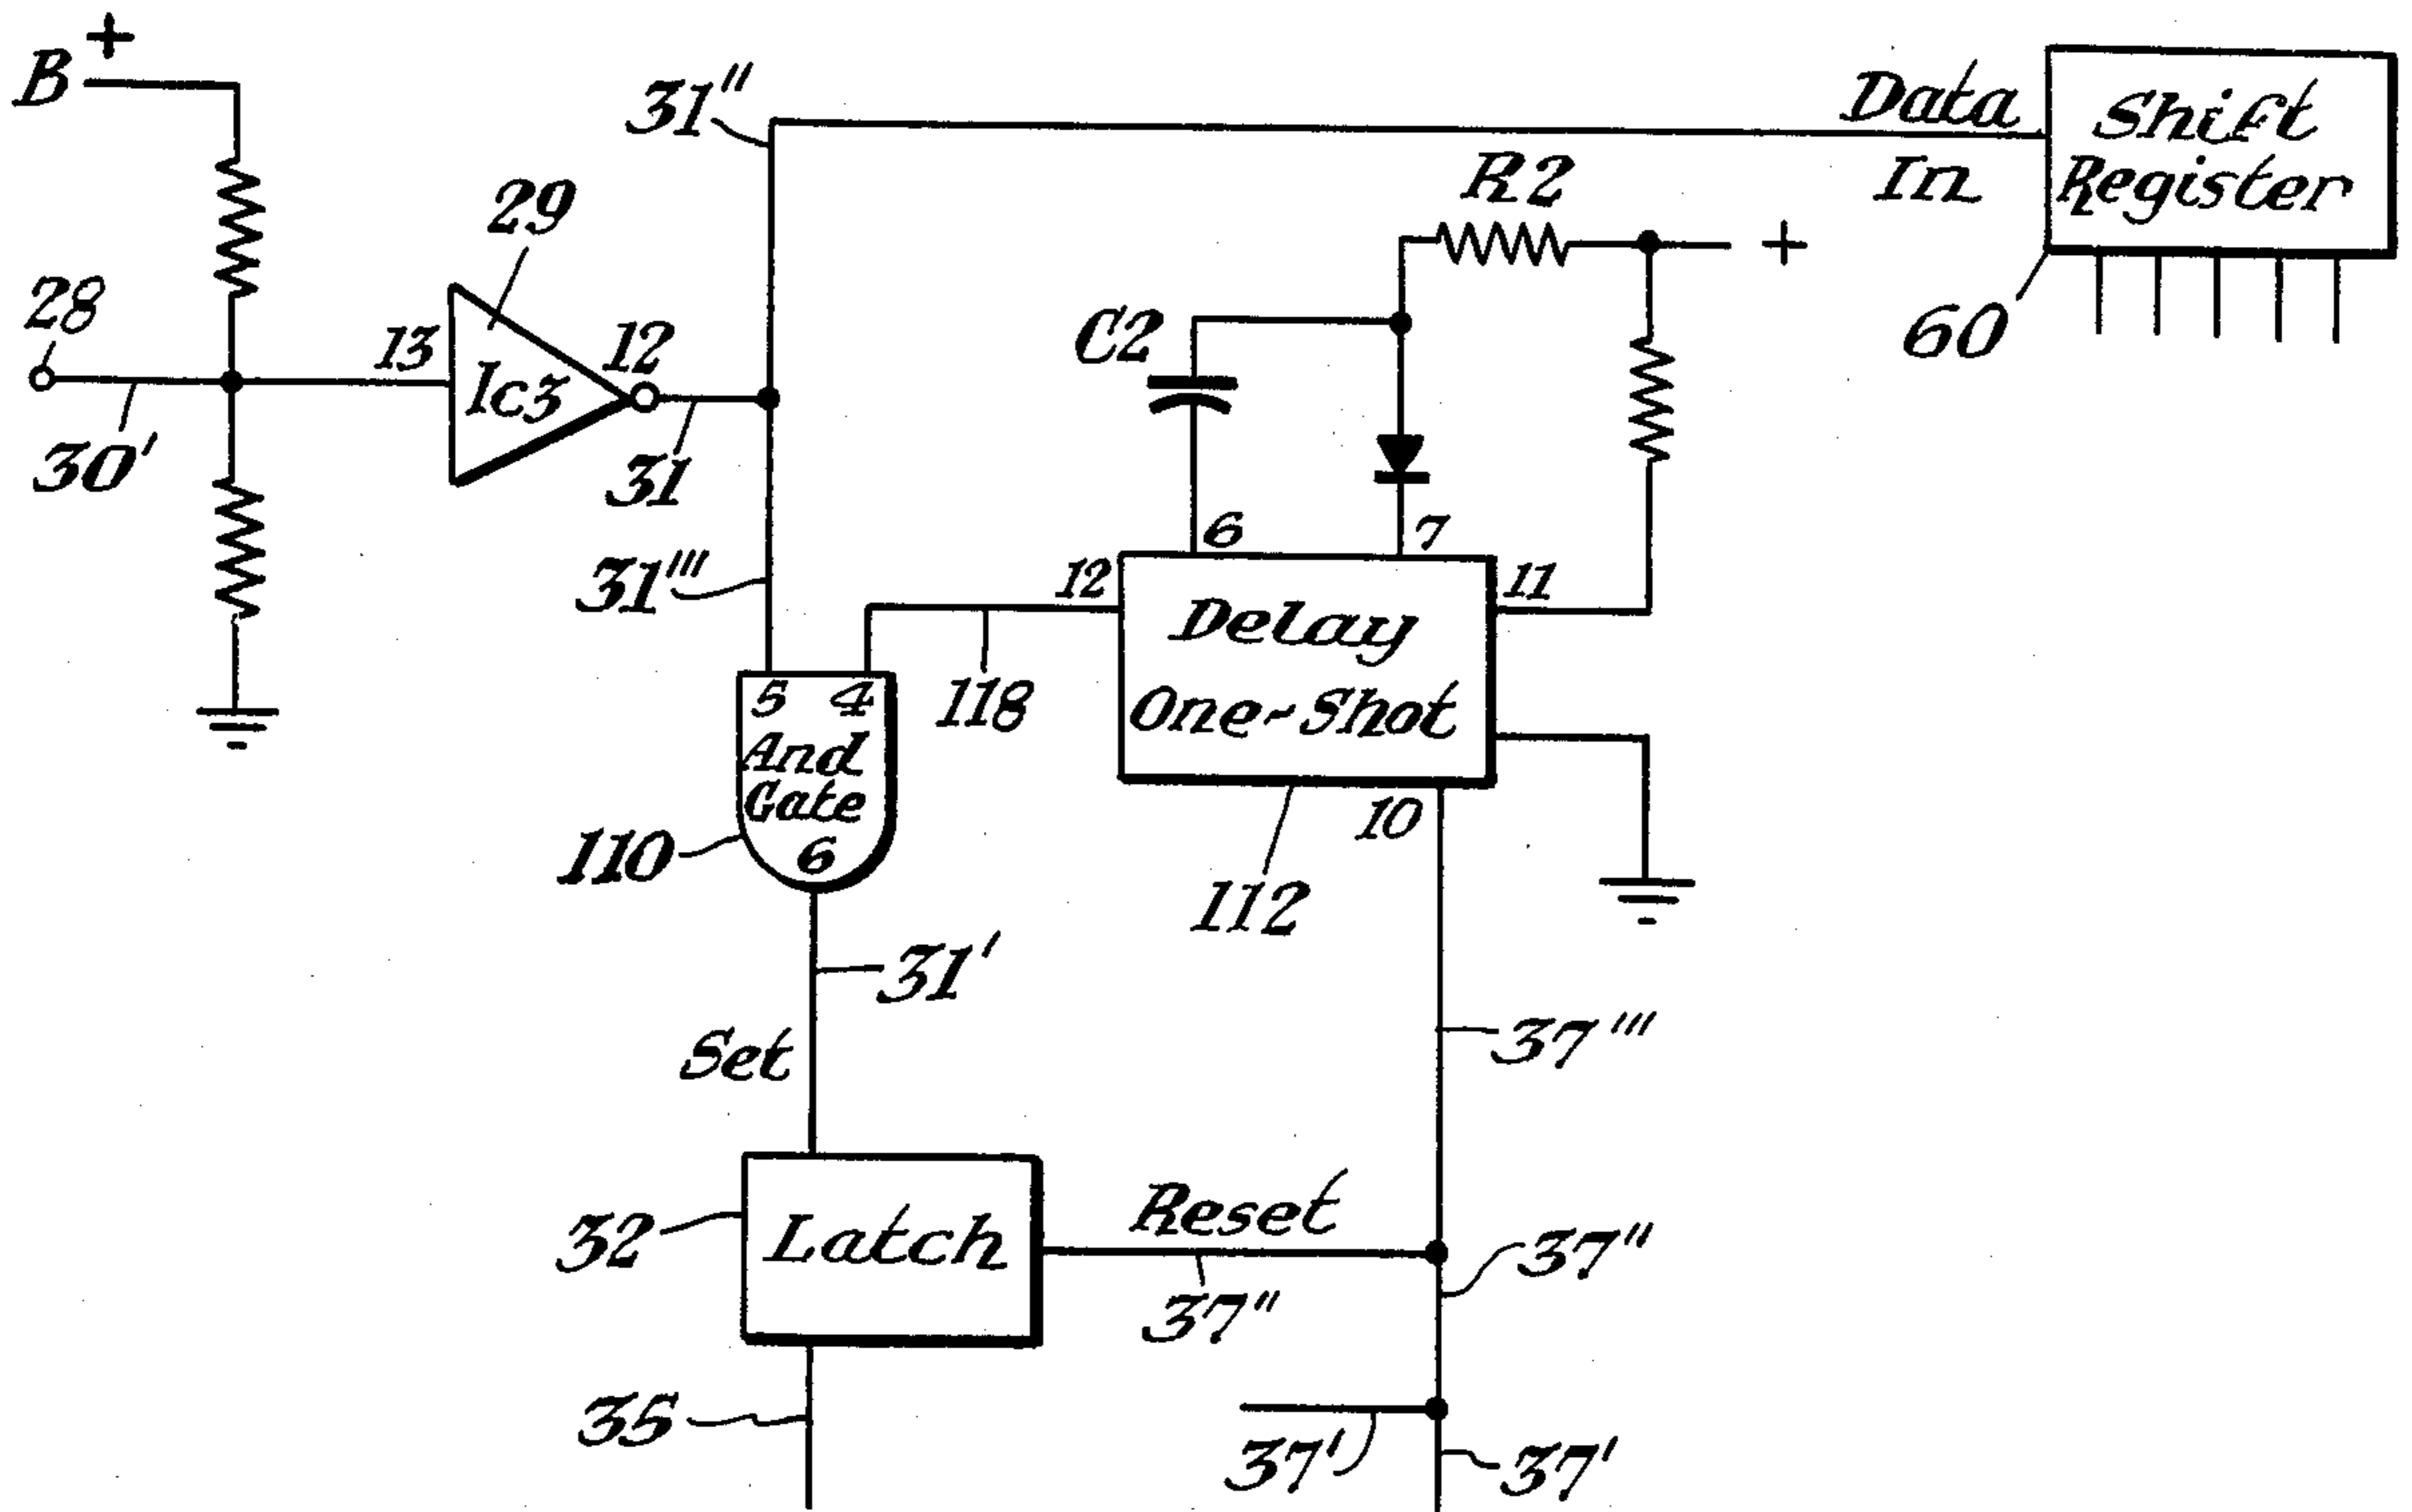 B +
31''
Data
In
Shift
Register
R2
+
29
28
13
Ic3
12
C2
60
30'
31
6
7
31'''
12
11
Delay
One-Shot
5 4
118
And
Gate
6
110
10
112
31'
Set
37'''
32
Latch
Reset
37''
37''
35
37'
37'